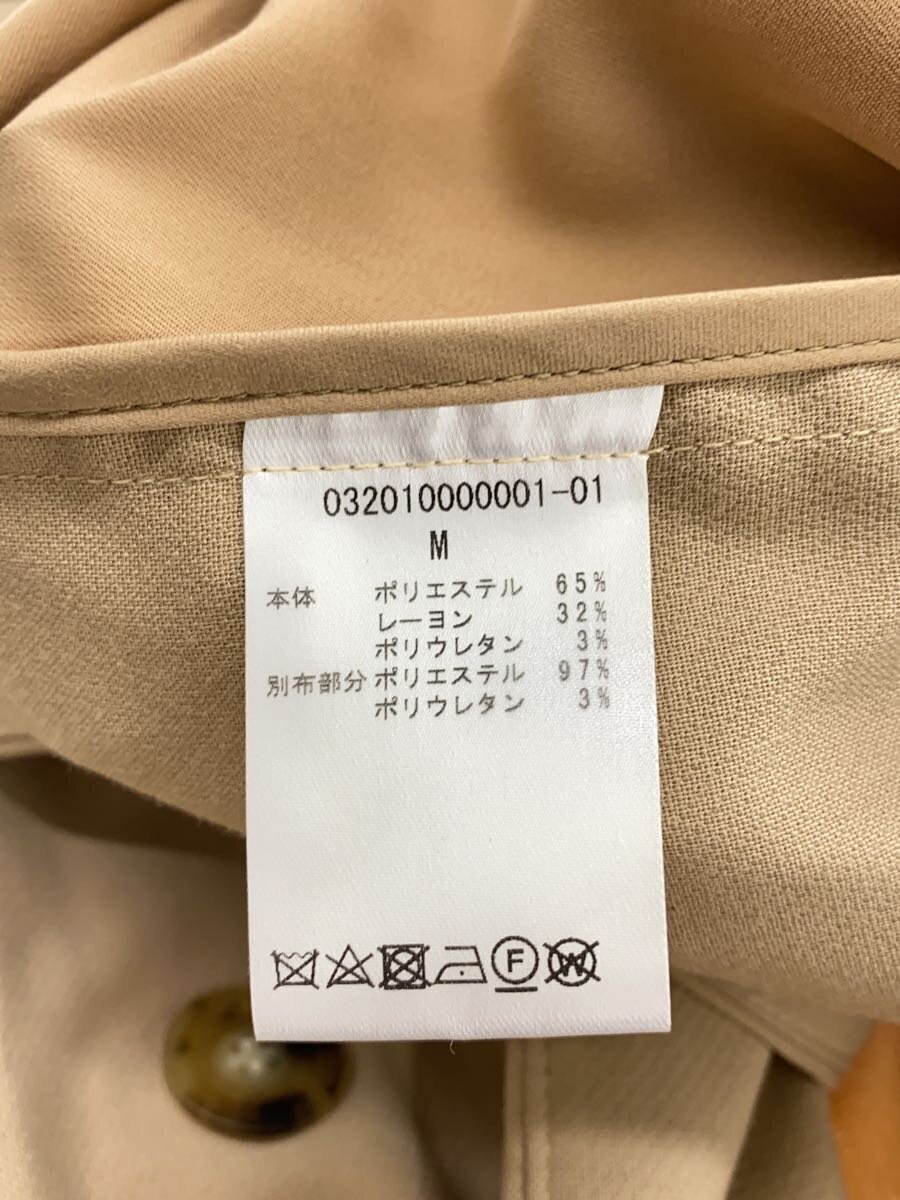 032010000001-01
M
本体 ポリエステル 65%
レーヨン 32%
ポリウレタン 3%
別布部分 ポリエステル 97%
ポリウレタン 3%
F
W